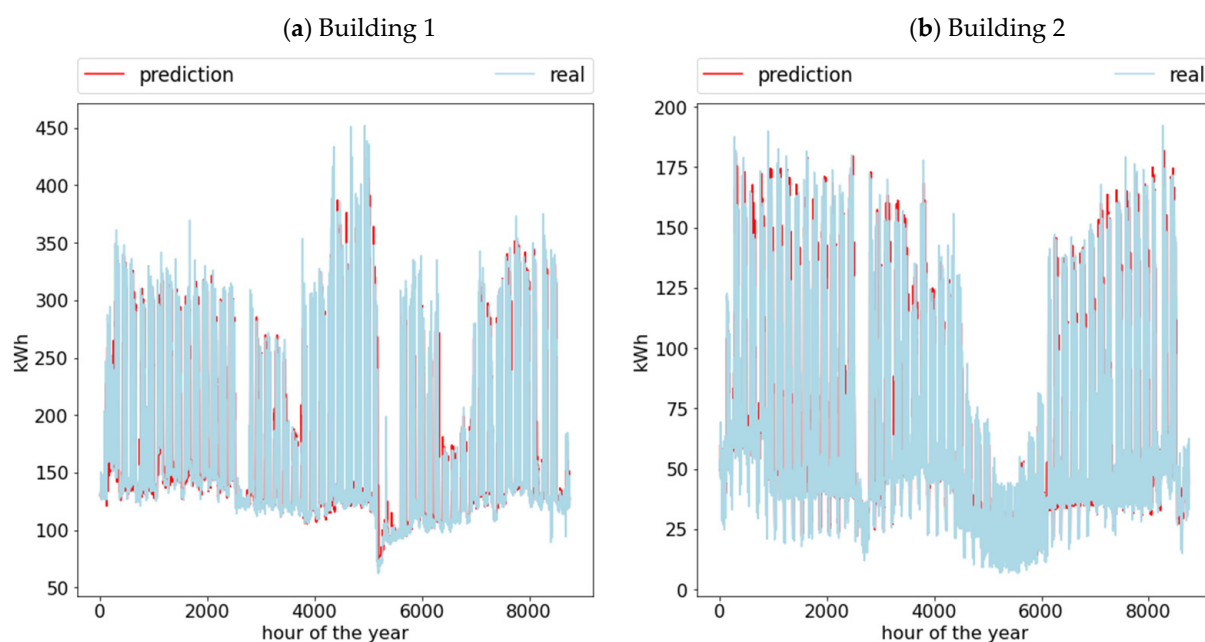 (a) Building 1
prediction real
450
400
350
300
250
200
150
100
50
kWh
0 2000 4000 6000 8000
hour of the year
(b) Building 2
prediction real
200
175
150
125
100
75
50
25
0
kWh
0 2000 4000 6000 8000
hour of the year